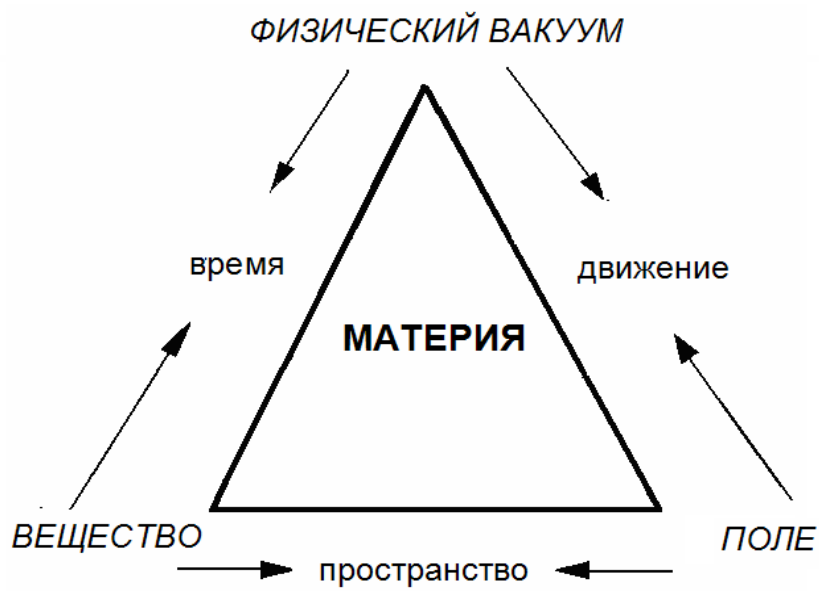 ФИЗИЧЕСКИЙ ВАКУУМ
время
движение
МАТЕРИЯ
ВЕЩЕСТВО
ПОЛЕ
пространство